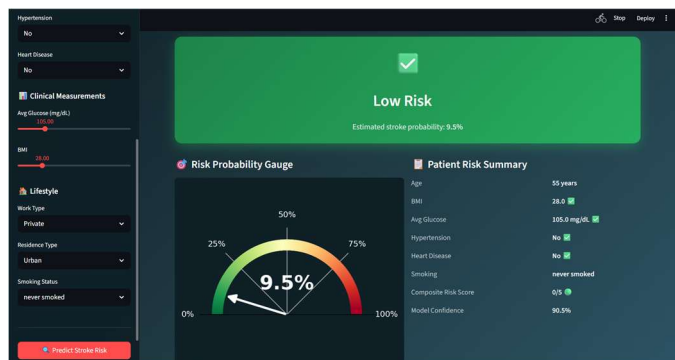 Stop Deploy
Hypertension
No
Heart Disease
No
Clinical Measurements
Avg Glucose (mg/dL)
105.00
BMI
28.00
Lifestyle
Work Type
Private
Residence Type
Urban
Smoking Status
never smoked
Predict Stroke Risk
Low Risk
Estimated stroke probability: 9.5%
Risk Probability Gauge
0%
25%
50%
75%
100%
9.5%
Patient Risk Summary
Age 55 years
BMI 28.0
Avg Glucose 105.0 mg/dL
Hypertension No
Heart Disease No
Smoking never smoked
Composite Risk Score 0/5
Model Confidence 90.5%